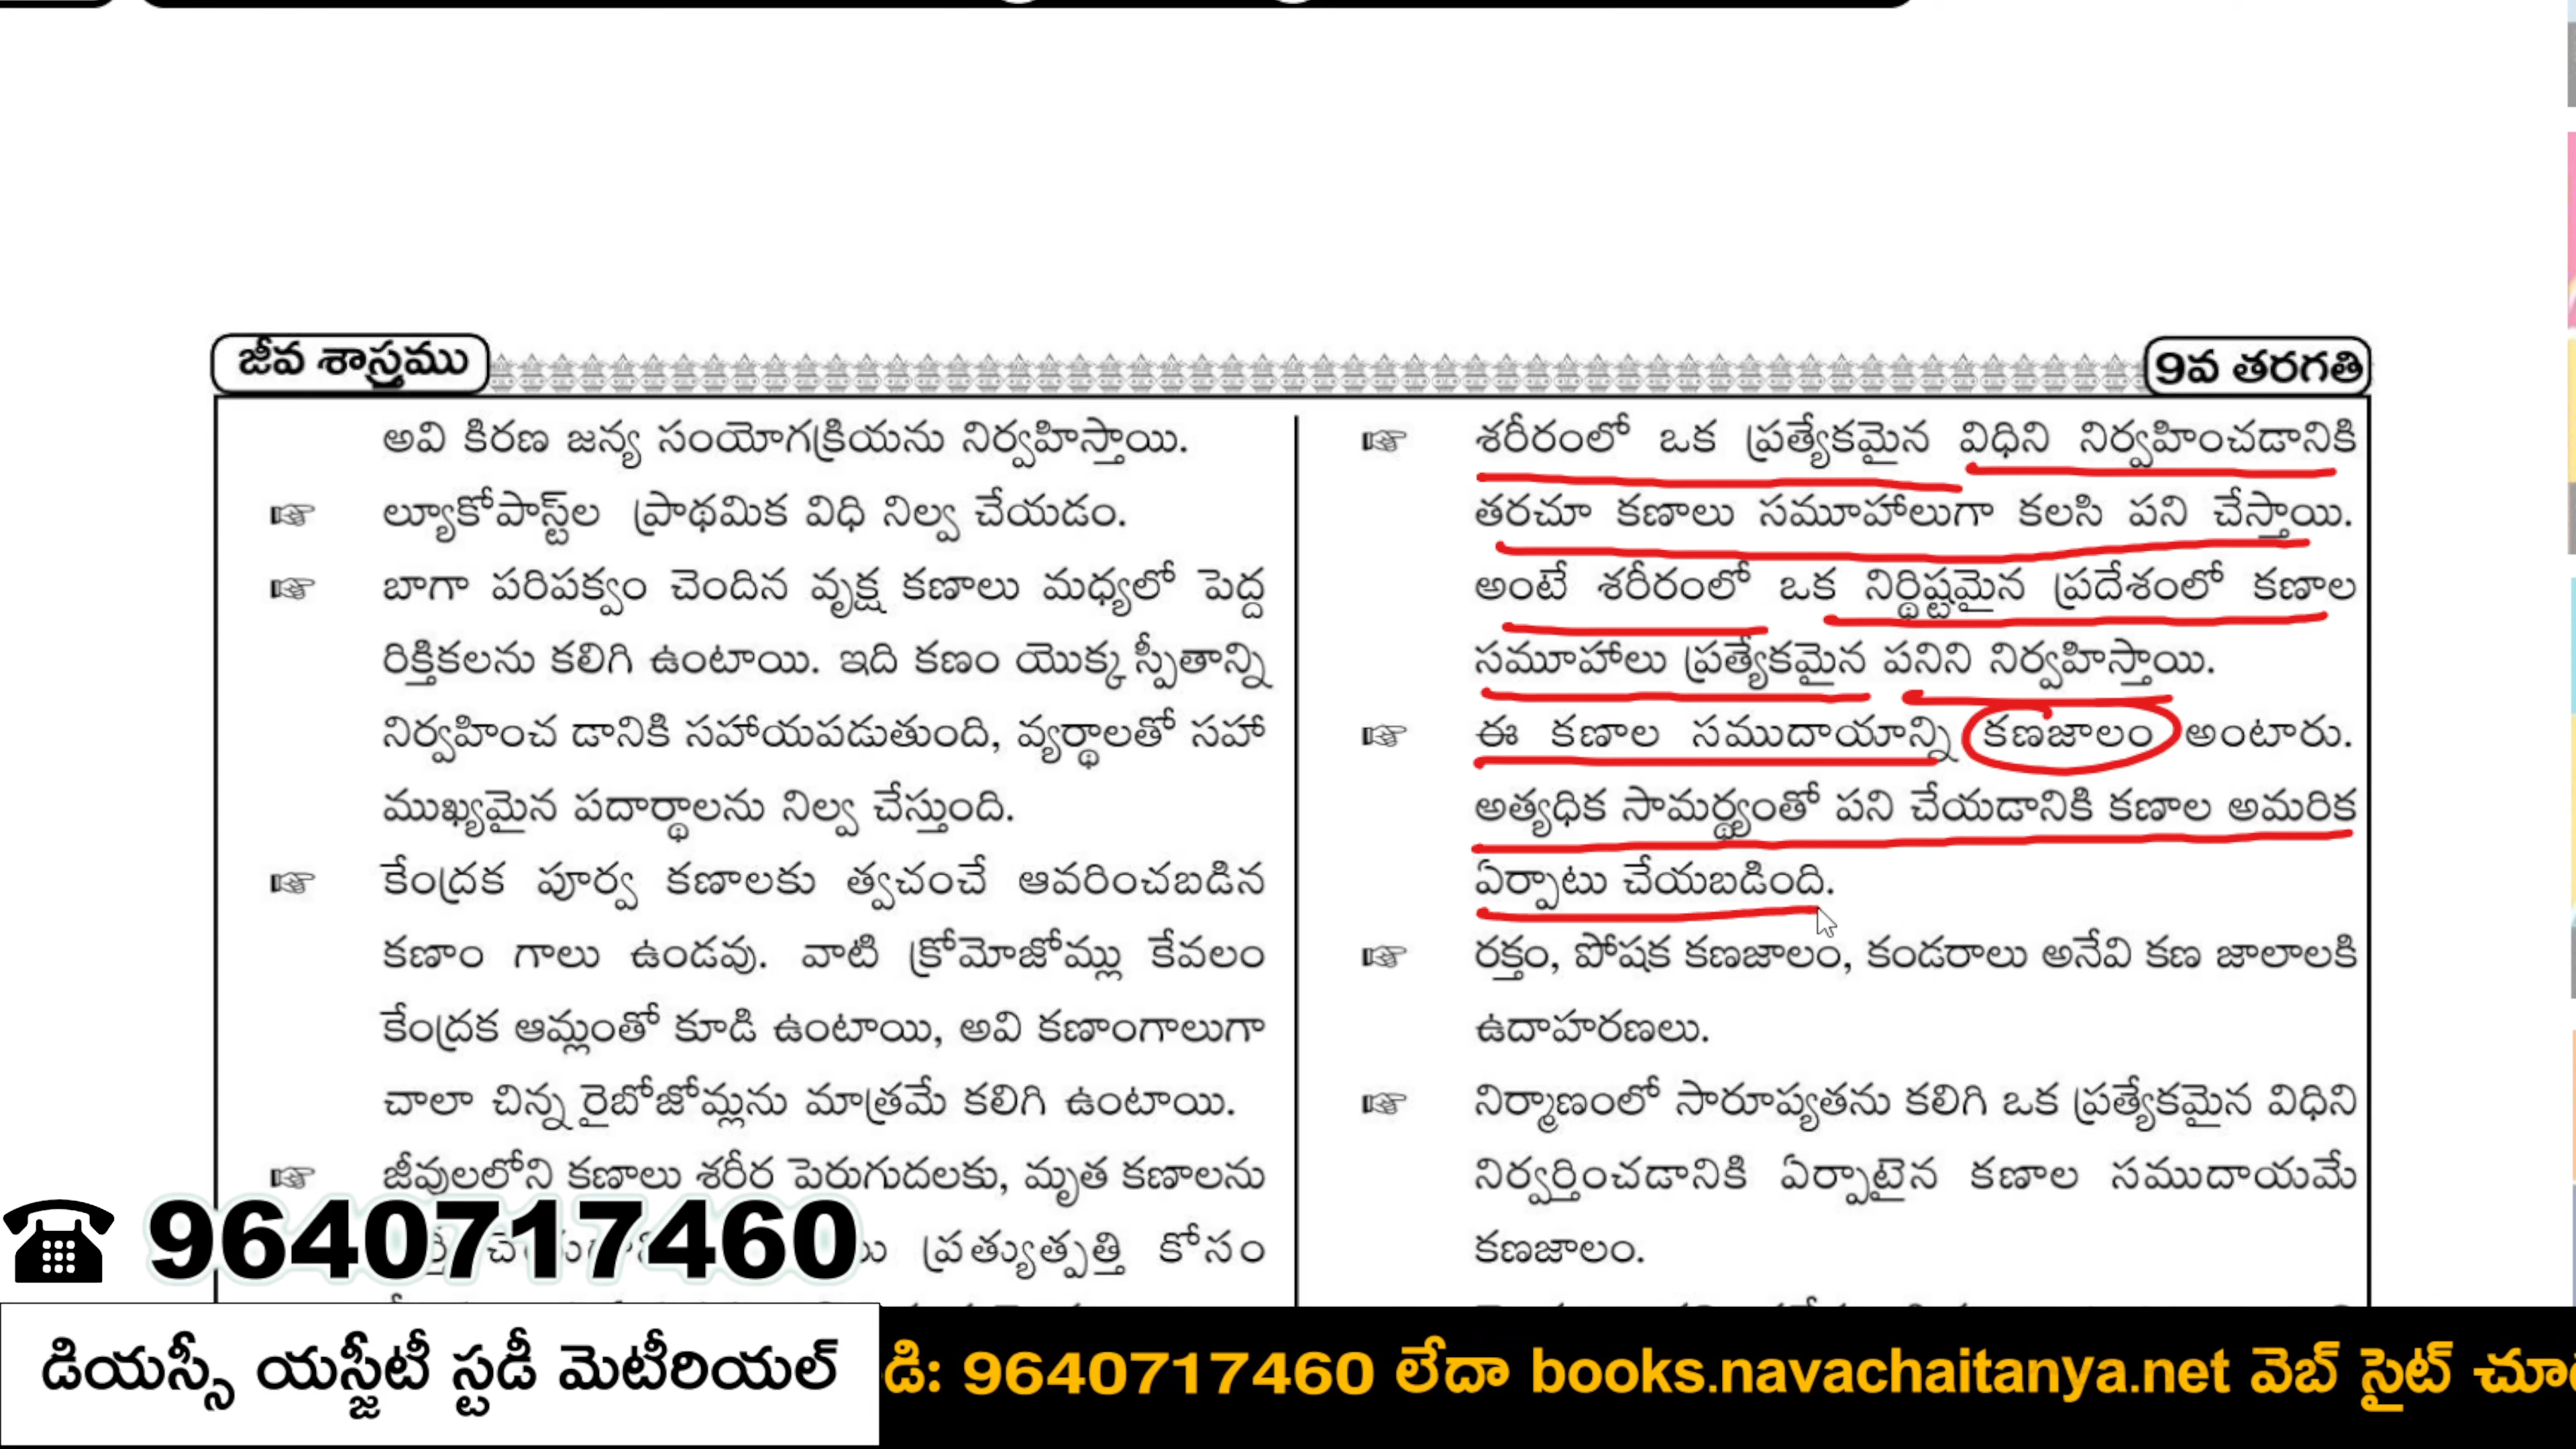 జీవ శాస్త్రము
9వ తరగతి
అవి కిరణ జన్య సంయోగక్రియను నిర్వహిస్తాయి.
ల్యూకోపాస్ట్‌ల ప్రాథమిక విధి నిల్వ చేయడం.
బాగా పరిపక్వం చెందిన వృక్ష కణాలు మధ్యలో పెద్ద
రిక్తికలను కలిగి ఉంటాయి. ఇది కణం యొక్క స్ఫీతాన్ని
నిర్వహించ డానికి సహాయపడుతుంది, వ్యర్థాలతో సహా
ముఖ్యమైన పదార్థాలను నిల్వ చేస్తుంది.
కేంద్రక పూర్వ కణాలకు త్వచంచే ఆవరించబడిన
కణాం గాలు ఉండవు. వాటి క్రోమోజోమ్లు కేవలం
కేంద్రక ఆమ్లంతో కూడి ఉంటాయి, అవి కణాంగాలుగా
చాలా చిన్న రైబోజోమ్లను మాత్రమే కలిగి ఉంటాయి.
జీవులలోని కణాలు శరీర పెరుగుదలకు, మృత కణాలను
ప్రత్యుత్పత్తి కోసం
శరీరంలో ఒక ప్రత్యేకమైన విధిని నిర్వహించడానికి
తరచూ కణాలు సమూహాలుగా కలసి పని చేస్తాయి.
అంటే శరీరంలో ఒక నిర్థిష్టమైన ప్రదేశంలో కణాల
సమూహాలు ప్రత్యేకమైన పనిని నిర్వహిస్తాయి.
ఈ కణాల సముదాయాన్ని కణజాలం అంటారు.
అత్యధిక సామర్థ్యంతో పని చేయడానికి కణాల అమరిక
ఏర్పాటు చేయబడింది.
రక్తం, పోషక కణజాలం, కండరాలు అనేవి కణ జాలాలకి
ఉదాహరణలు.
నిర్మాణంలో సారూప్యతను కలిగి ఒక ప్రత్యేకమైన విధిని
నిర్వర్తించడానికి ఏర్పాటైన కణాల సముదాయమే
కణజాలం.
9640717460
డియస్సీ యస్జీటీ స్టడీ మెటీరియల్
డి: 9640717460 లేదా books.navachaitanya.net వెబ్ సైట్